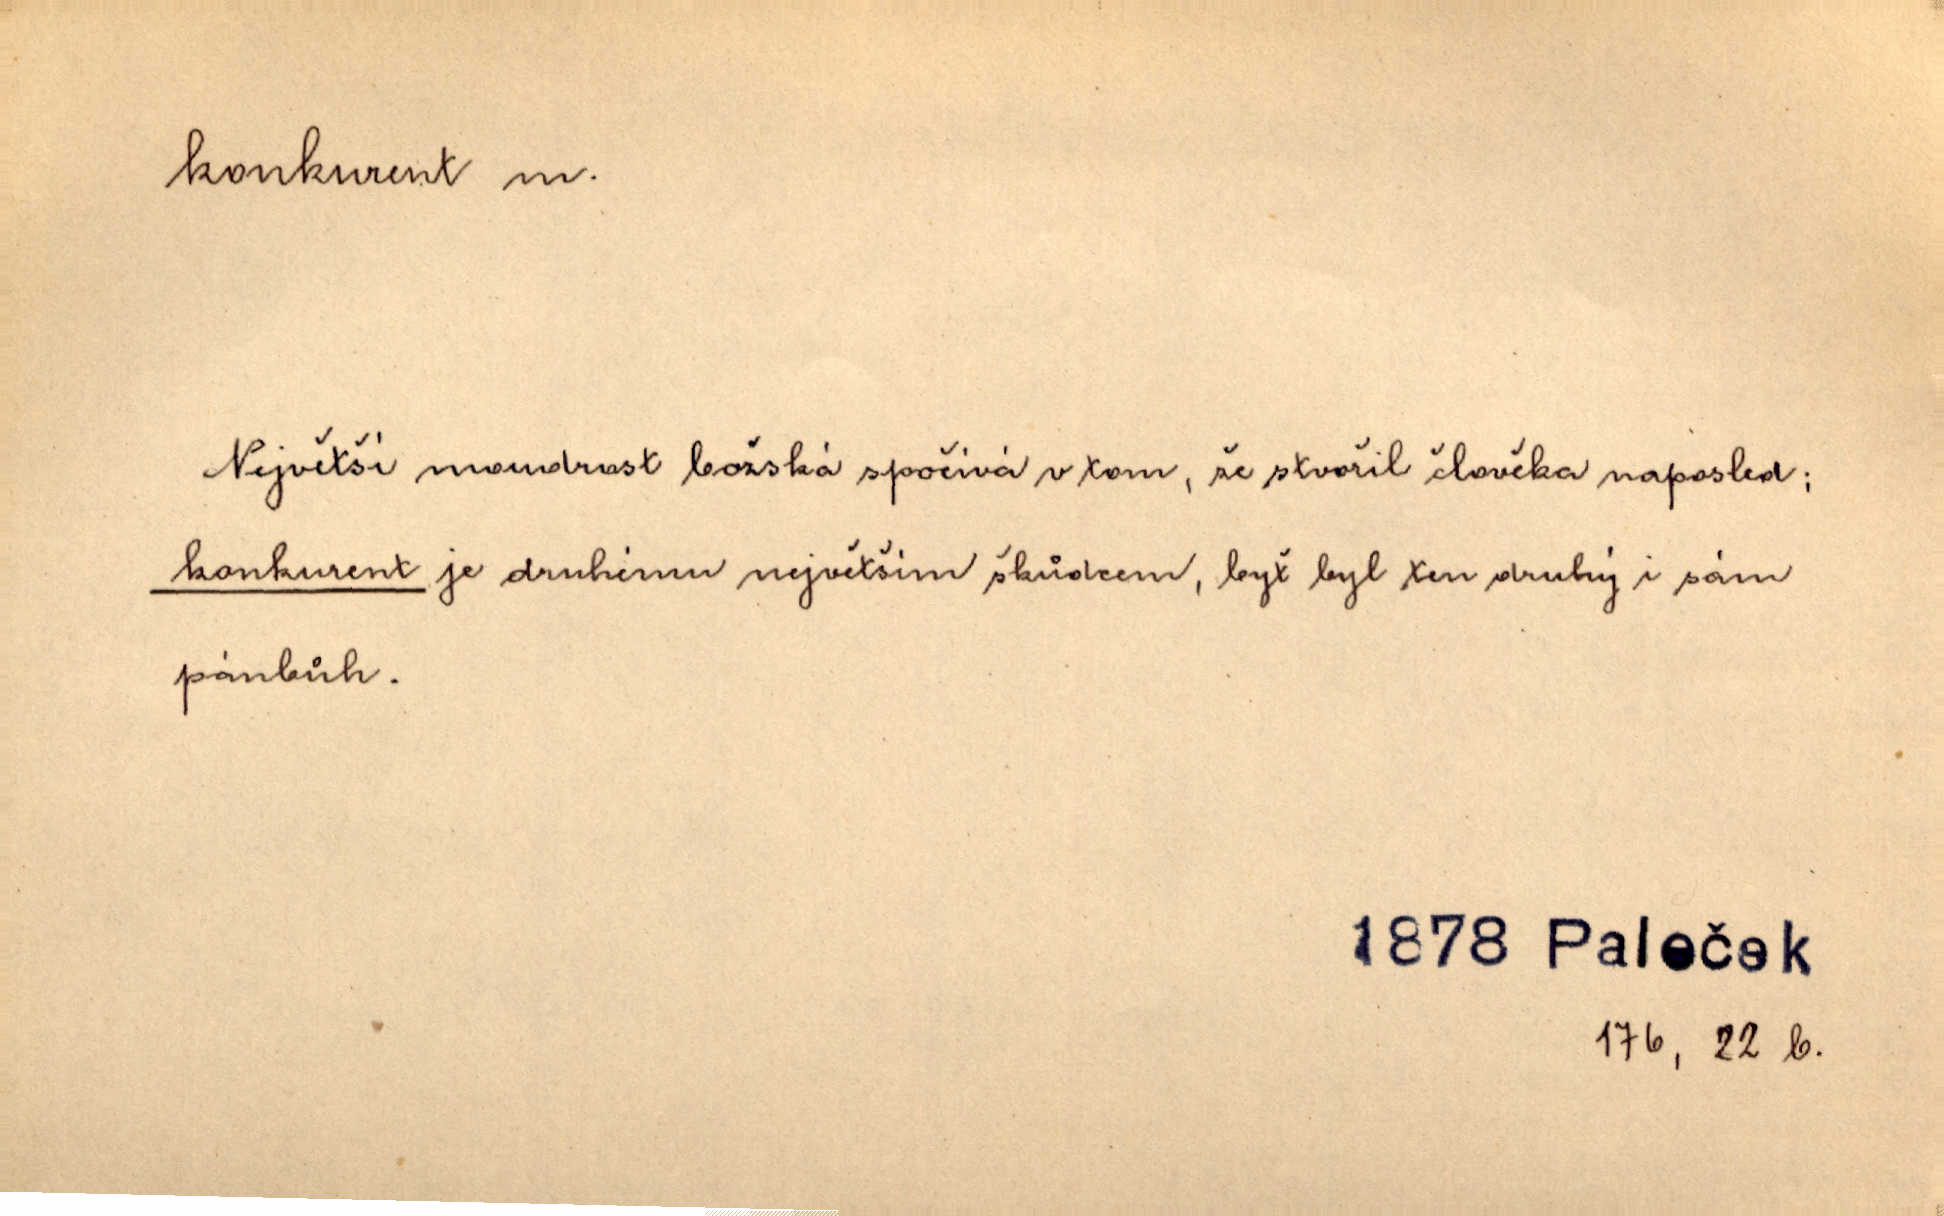 konkurent m.
Největší moudrost božská spočívá v tom, že stvořil člověka naposled;
konkurent je druhému největším škůdcem, byť byl ten druhý i sám
pánbůh.
1878 Paleček
176, 22 b.